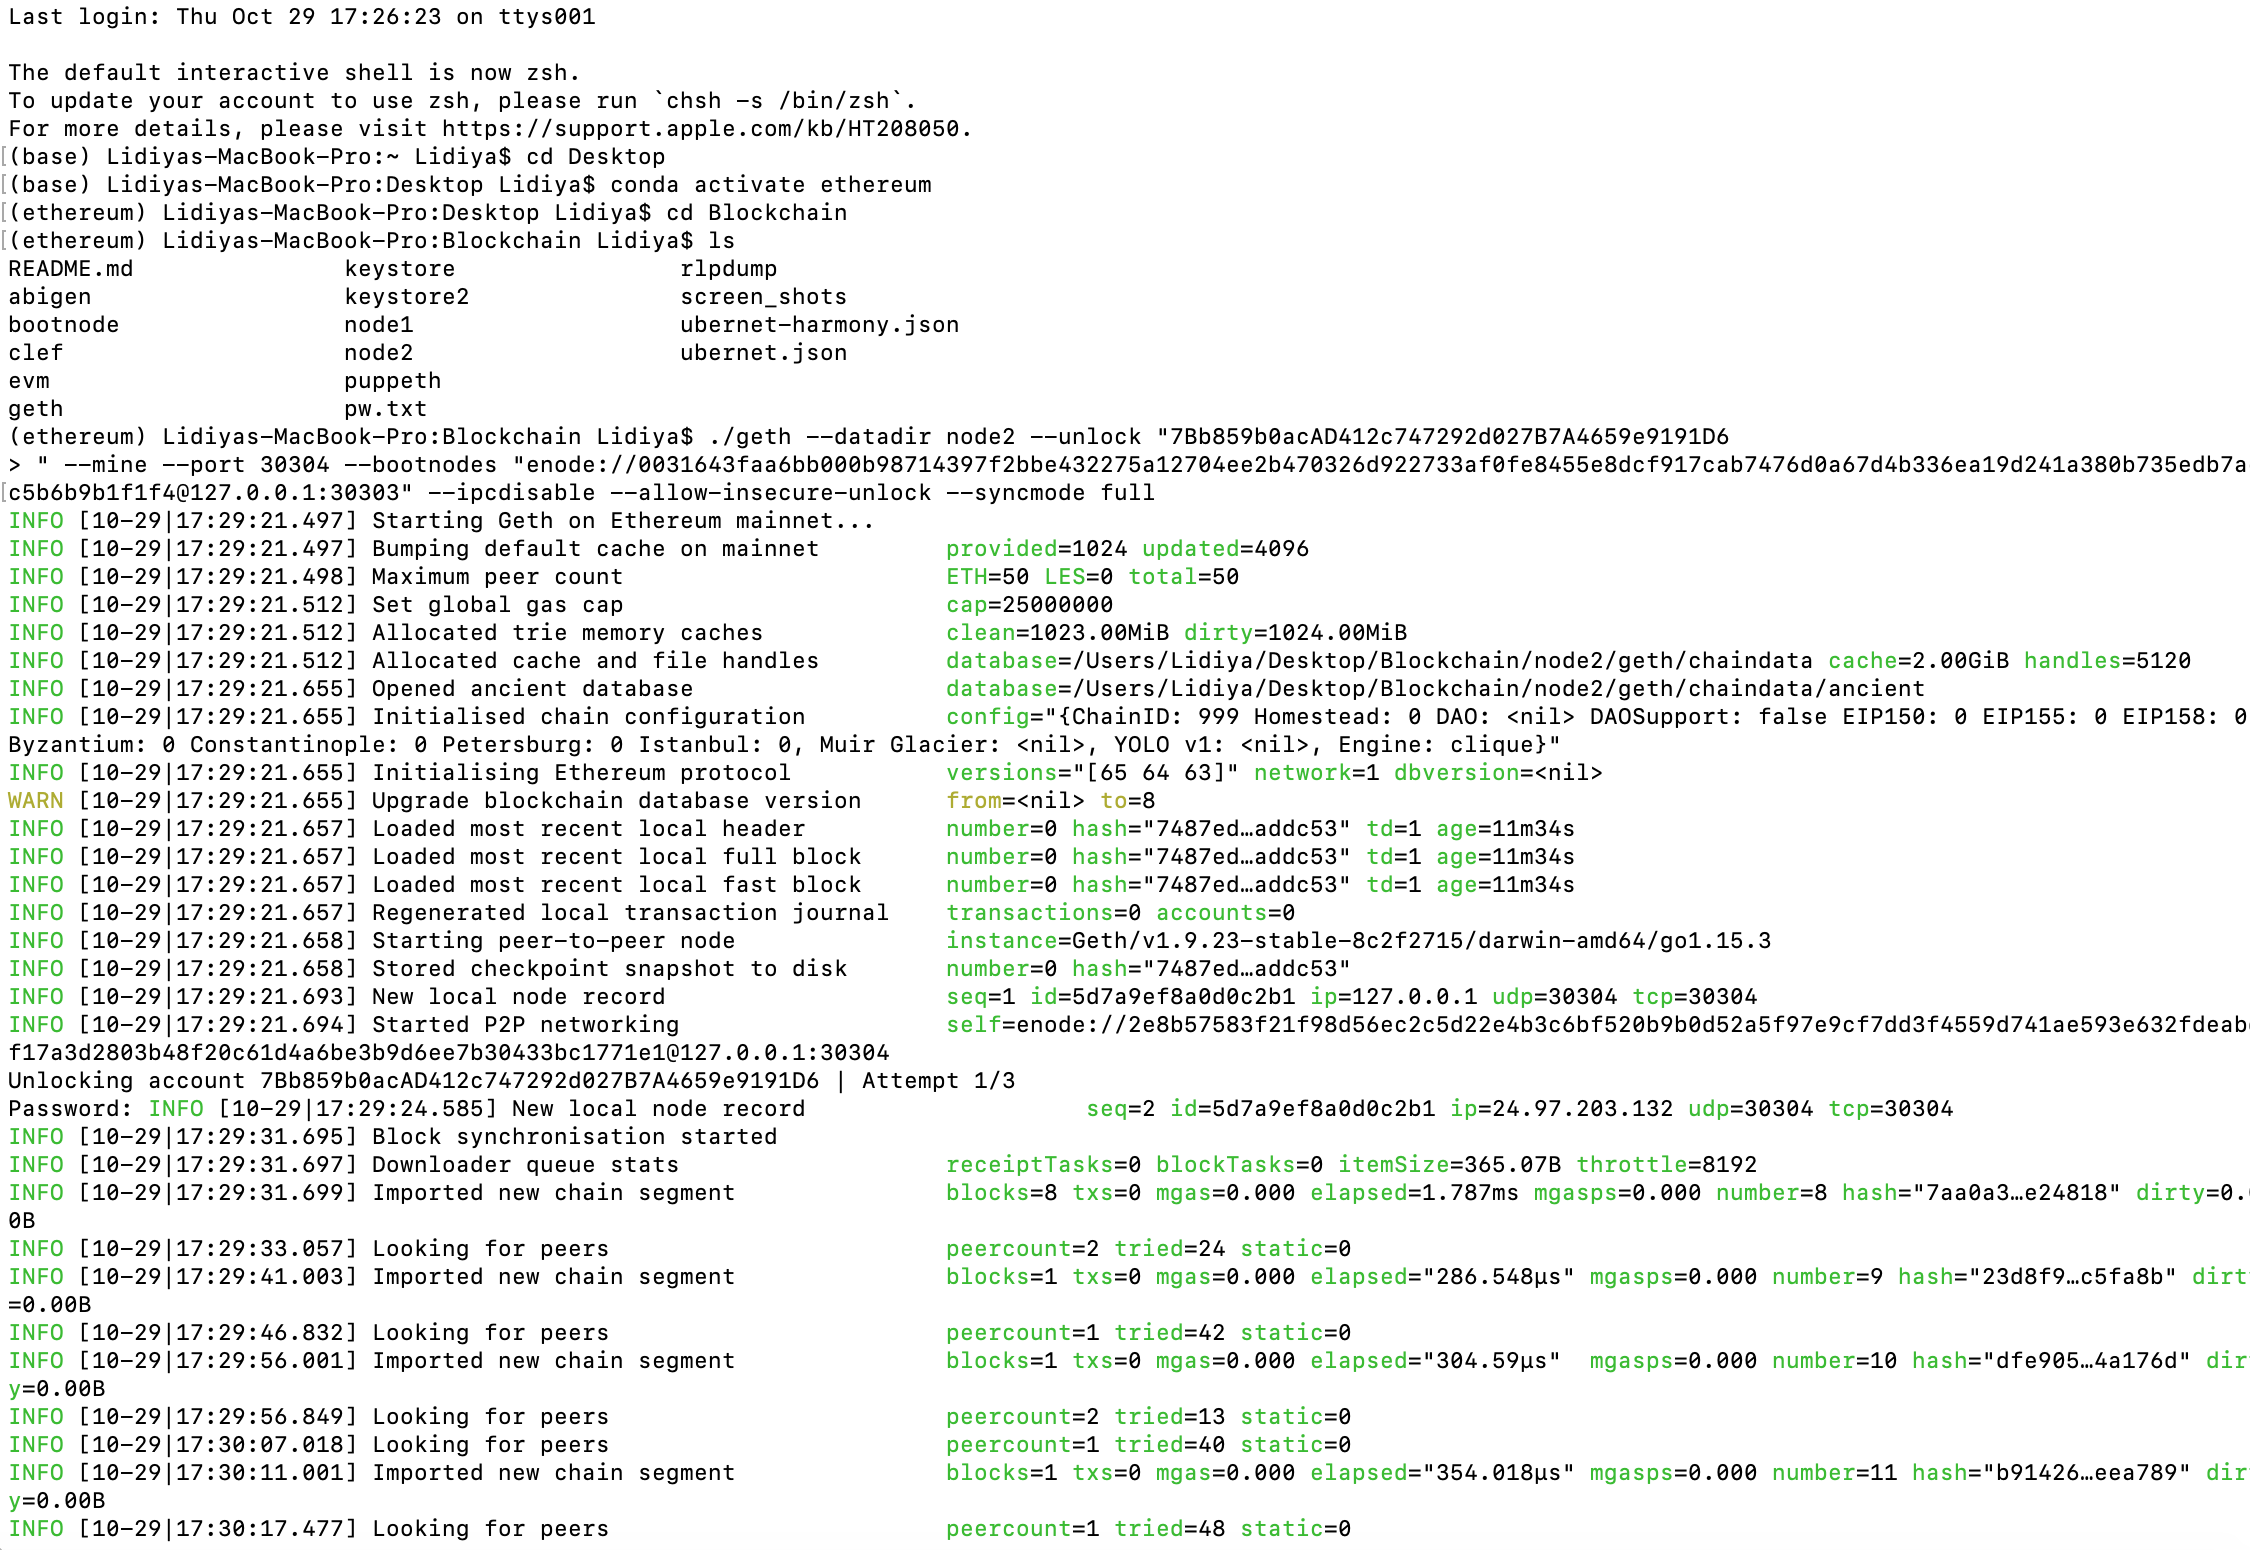 Last login: Thu Oct 29 17:26:23 on ttys001
The default interactive shell is now zsh.
To update your account to use zsh, please run `chsh -s /bin/zsh`.
For more details, please visit https://support.apple.com/kb/HT208050.
[(base) Lidiyas-MacBook-Pro:~ Lidiya$ cd Desktop
[(base) Lidiyas-MacBook-Pro:Desktop Lidiya$ conda activate ethereum
[(ethereum) Lidiyas-MacBook-Pro:Desktop Lidiya$ cd Blockchain
[(ethereum) Lidiyas-MacBook-Pro:Blockchain Lidiya$ ls
README.md keystore rlpdump
abigen keystore2 screen_shots
bootnode node1 ubernet-harmony.json
clef node2 ubernet.json
evm puppeth
geth pw.txt
(ethereum) Lidiyas-MacBook-Pro:Blockchain Lidiya$ ./geth --datadir node2 --unlock "7Bb859b0acAD412c747292d027B7A4659e9191D6
> " --mine --port 30304 --bootnodes "enode://0031643faa6bb000b98714397f2bbe432275a12704ee2b470326d922733af0fe8455e8dcf917cab7476d0a67d4b336ea19d241a380b735edb7a
[c5b6b9b1f1f4@127.0.0.1:30303" --ipcdisable --allow-insecure-unlock --syncmode full
INFO [10-29|17:29:21.497] Starting Geth on Ethereum mainnet...
INFO [10-29|17:29:21.497] Bumping default cache on mainnet provided=1024 updated=4096
INFO [10-29|17:29:21.498] Maximum peer count ETH=50 LES=0 total=50
INFO [10-29|17:29:21.512] Set global gas cap cap=25000000
INFO [10-29|17:29:21.512] Allocated trie memory caches clean=1023.00MiB dirty=1024.00MiB
INFO [10-29|17:29:21.512] Allocated cache and file handles database=/Users/Lidiya/Desktop/Blockchain/node2/geth/chaindata cache=2.00GiB handles=5120
INFO [10-29|17:29:21.655] Opened ancient database database=/Users/Lidiya/Desktop/Blockchain/node2/geth/chaindata/ancient
INFO [10-29|17:29:21.655] Initialised chain configuration config="{ChainID: 999 Homestead: 0 DAO: <nil> DAOSupport: false EIP150: 0 EIP155: 0 EIP158: 0
Byzantium: 0 Constantinople: 0 Petersburg: 0 Istanbul: 0, Muir Glacier: <nil>, YOLO v1: <nil>, Engine: clique}"
INFO [10-29|17:29:21.655] Initialising Ethereum protocol versions="[65 64 63]" network=1 dbversion=<nil>
WARN [10-29|17:29:21.655] Upgrade blockchain database version from=<nil> to=8
INFO [10-29|17:29:21.657] Loaded most recent local header number=0 hash="7487ed…addc53" td=1 age=11m34s
INFO [10-29|17:29:21.657] Loaded most recent local full block number=0 hash="7487ed…addc53" td=1 age=11m34s
INFO [10-29|17:29:21.657] Loaded most recent local fast block number=0 hash="7487ed…addc53" td=1 age=11m34s
INFO [10-29|17:29:21.657] Regenerated local transaction journal transactions=0 accounts=0
INFO [10-29|17:29:21.658] Starting peer-to-peer node instance=Geth/v1.9.23-stable-8c2f2715/darwin-amd64/go1.15.3
INFO [10-29|17:29:21.658] Stored checkpoint snapshot to disk number=0 hash="7487ed…addc53"
INFO [10-29|17:29:21.693] New local node record seq=1 id=5d7a9ef8a0d0c2b1 ip=127.0.0.1 udp=30304 tcp=30304
INFO [10-29|17:29:21.694] Started P2P networking self=enode://2e8b57583f21f98d56ec2c5d22e4b3c6bf520b9b0d52a5f97e9cf7dd3f4559d741ae593e632fdeab
f17a3d2803b48f20c61d4a6be3b9d6ee7b30433bc1771e1@127.0.0.1:30304
Unlocking account 7Bb859b0acAD412c747292d027B7A4659e9191D6 | Attempt 1/3
Password: INFO [10-29|17:29:24.585] New local node record seq=2 id=5d7a9ef8a0d0c2b1 ip=24.97.203.132 udp=30304 tcp=30304
INFO [10-29|17:29:31.695] Block synchronisation started
INFO [10-29|17:29:31.697] Downloader queue stats receiptTasks=0 blockTasks=0 itemSize=365.07B throttle=8192
INFO [10-29|17:29:31.699] Imported new chain segment blocks=8 txs=0 mgas=0.000 elapsed=1.787ms mgasps=0.000 number=8 hash="7aa0a3…e24818" dirty=0.
0B
INFO [10-29|17:29:33.057] Looking for peers peercount=2 tried=24 static=0
INFO [10-29|17:29:41.003] Imported new chain segment blocks=1 txs=0 mgas=0.000 elapsed="286.548µs" mgasps=0.000 number=9 hash="23d8f9…c5fa8b" dirt
=0.00B
INFO [10-29|17:29:46.832] Looking for peers peercount=1 tried=42 static=0
INFO [10-29|17:29:56.001] Imported new chain segment blocks=1 txs=0 mgas=0.000 elapsed="304.59µs" mgasps=0.000 number=10 hash="dfe905…4a176d" dir
y=0.00B
INFO [10-29|17:29:56.849] Looking for peers peercount=2 tried=13 static=0
INFO [10-29|17:30:07.018] Looking for peers peercount=1 tried=40 static=0
INFO [10-29|17:30:11.001] Imported new chain segment blocks=1 txs=0 mgas=0.000 elapsed="354.018µs" mgasps=0.000 number=11 hash="b91426…eea789" dir
y=0.00B
INFO [10-29|17:30:17.477] Looking for peers peercount=1 tried=48 static=0